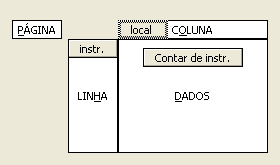 PÁGINA
local
COLUNA
instr.
Contar de instr.
LINHA
DADOS